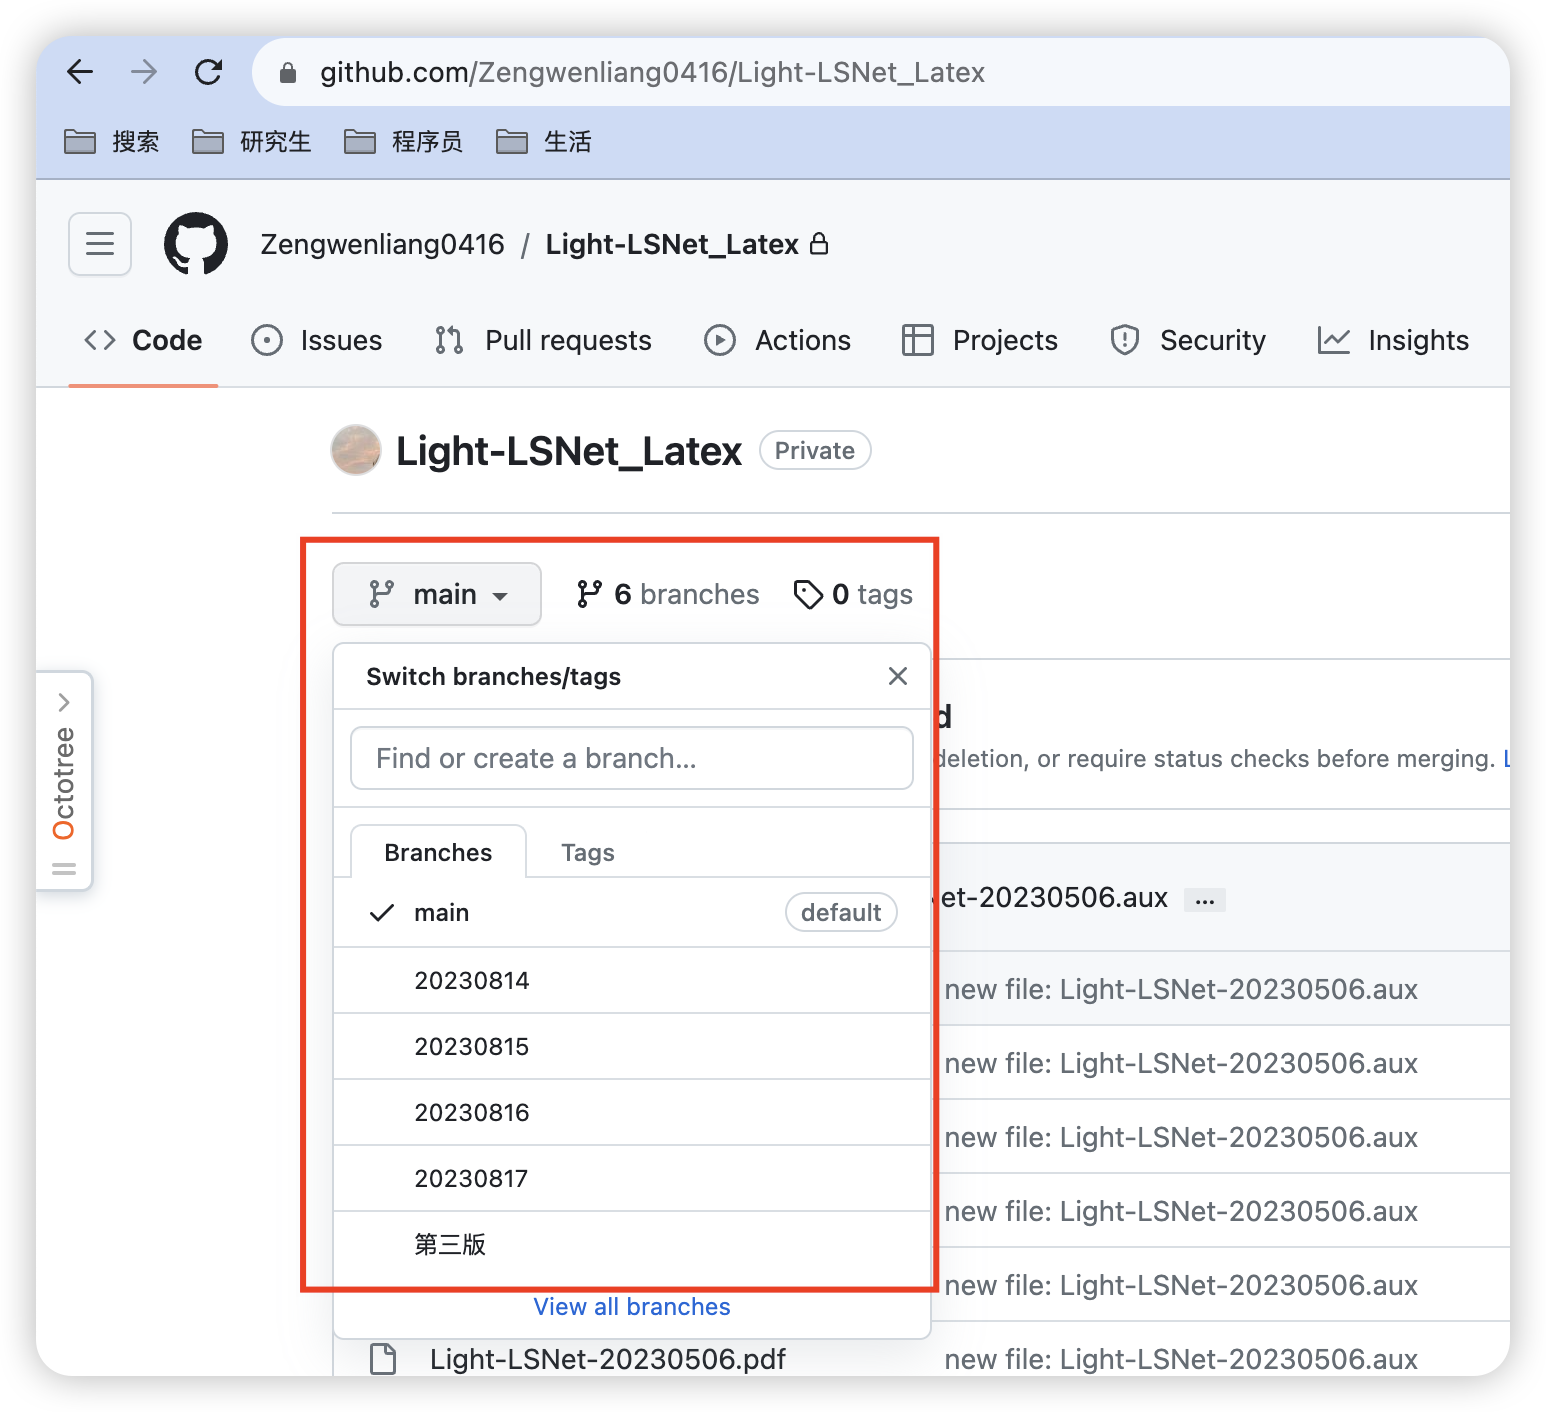 github.com/Zengwenliang0416/Light-LSNet_Latex
搜索 研究生 程序员 生活
Zengwenliang0416 / Light-LSNet_Latex
Code Issues Pull requests Actions Projects Security Insights
Light-LSNet_Latex Private
main 6 branches 0 tags
Switch branches/tags
d
Find or create a branch...
deletion, or require status checks before merging.
Octotree
Branches Tags
main default
et-20230506.aux ...
20230814
new file: Light-LSNet-20230506.aux
20230815
new file: Light-LSNet-20230506.aux
20230816
new file: Light-LSNet-20230506.aux
20230817
new file: Light-LSNet-20230506.aux
第三版
new file: Light-LSNet-20230506.aux
View all branches
Light-LSNet-20230506.pdf new file: Light-LSNet-20230506.aux